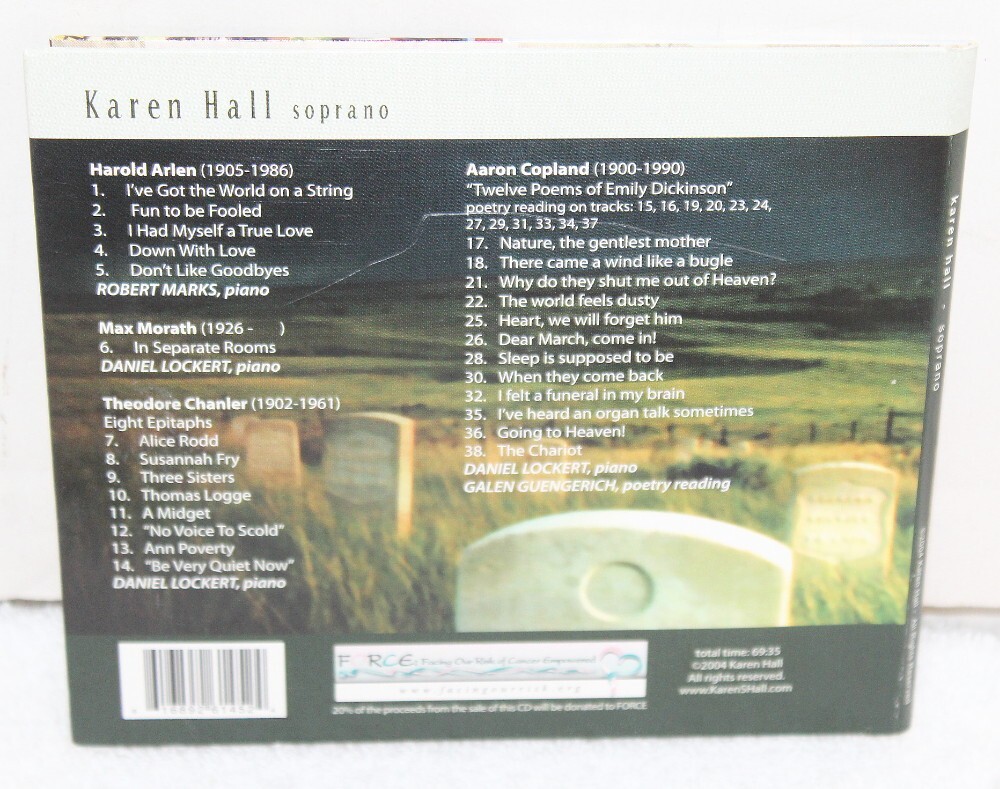 Karen Hall soprano
Harold Arlen (1905-1986)
1. I've Got the World on a String
2. Fun to be Fooled
3. I Had Myself a True Love
4. Down With Love
5. Don't Like Goodbyes
ROBERT MARKS, piano
Max Morath (1926 - )
6. In Separate Rooms
DANIEL LOCKERT, piano
Theodore Chanler (1902-1961)
Eight Epitaphs
7. Alice Rodd
8. Susannah Fry
9. Three Sisters
10. Thomas Logge
11. A Midget
12. "No Voice To Scold"
13. Ann Poverty
14. "Be Very Quiet Now"
DANIEL LOCKERT, piano
Aaron Copland (1900-1990)
"Twelve Poems of Emily Dickinson"
poetry reading on tracks: 15, 16, 19, 20, 23, 24,
27, 29, 31, 33, 34, 37
17. Nature, the gentlest mother
18. There came a wind like a bugle
21. Why do they shut me out of Heaven?
22. The world feels dusty
25. Heart, we will forget him
26. Dear March, come in!
28. Sleep is supposed to be
30. When they come back
32. I felt a funeral in my brain
35. I've heard an organ talk sometimes
36. Going to Heaven!
38. The Chariot
DANIEL LOCKERT, piano
GALEN GUENGERICH, poetry reading
F RCE: Facing Our Risk of Cancer Empowered
www.facingourrisk.org
20% of the proceeds from the sale of this CD will be donated to FORCE
total time: 69:35
©2004 Karen Hall
All rights reserved.
www.KarenSHall.com
karen hall - soprano